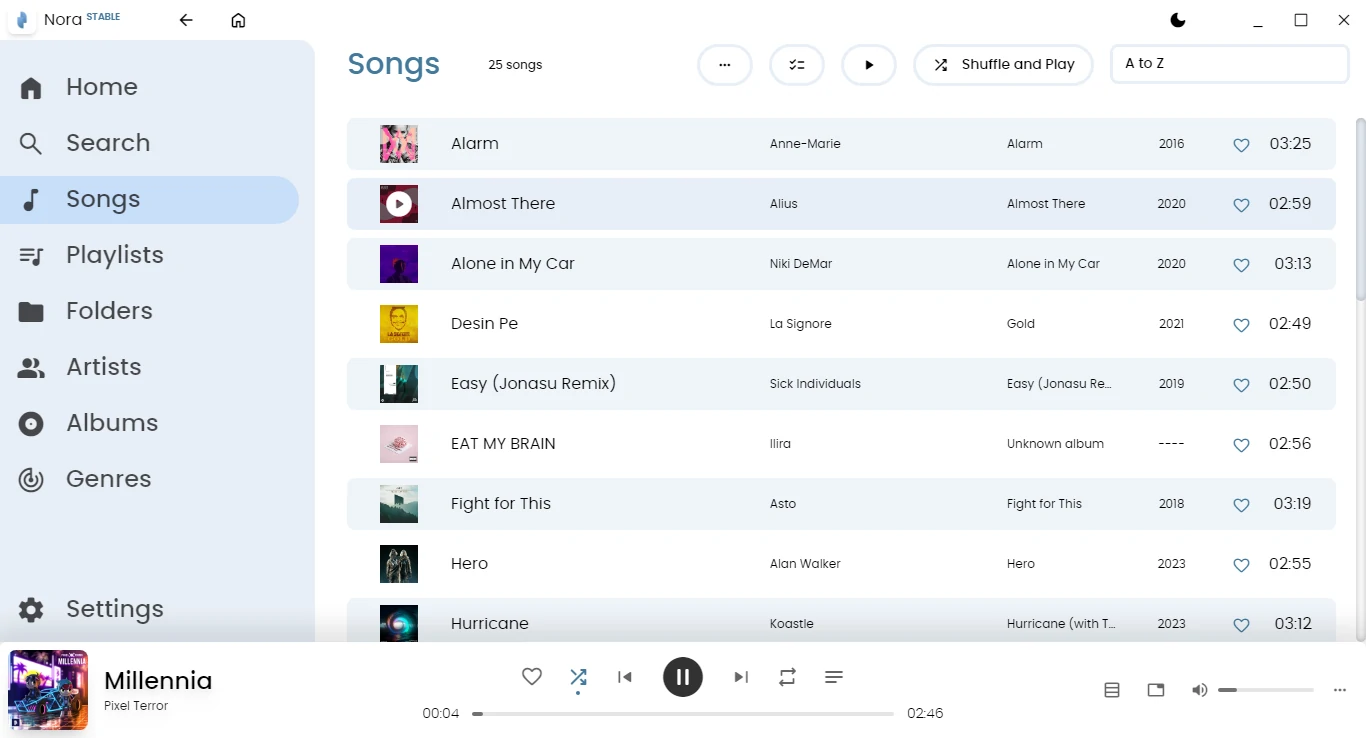 Nora STABLE
Songs
25 songs
Shuffle and Play
A to Z
Home
Search
Songs
Playlists
Folders
Artists
Albums
Genres
Settings
Alarm Anne-Marie Alarm 2016 03:25
Almost There Alius Almost There 2020 02:59
Alone in My Car Niki DeMar Alone in My Car 2020 03:13
Desin Pe La Signore Gold 2021 02:49
Easy (Jonasu Remix) Sick Individuals Easy (Jonasu Re... 2019 02:50
EAT MY BRAIN Ilira Unknown album ---- 02:56
Fight for This Asto Fight for This 2018 03:19
Hero Alan Walker Hero 2023 02:55
Hurricane Koastle Hurricane (with T... 2023 03:12
MILLENNIA
Millennia
Pixel Terror
00:04
02:46